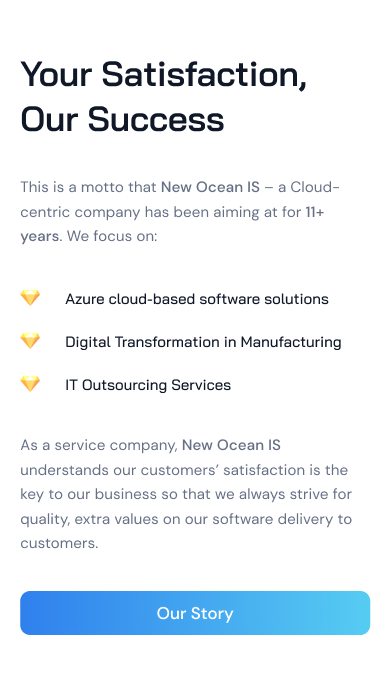 Your Satisfaction,
Our Success
This is a motto that New Ocean IS – a Cloud-
centric company has been aiming at for 11+
years. We focus on:
Azure cloud-based software solutions
Digital Transformation in Manufacturing
IT Outsourcing Services
As a service company, New Ocean IS
understands our customers’ satisfaction is the
key to our business so that we always strive for
quality, extra values on our software delivery to
customers.
Our Story